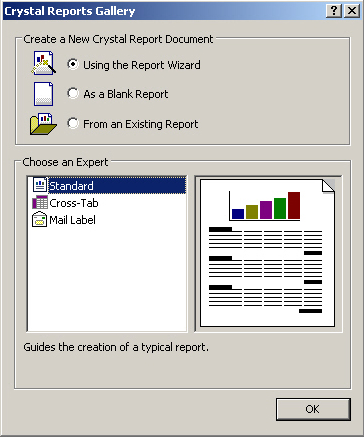 Crystal Reports Gallery
Create a New Crystal Report Document
Using the Report Wizard
As a Blank Report
From an Existing Report
Choose an Expert
Standard
Cross-Tab
Mail Label
Guides the creation of a typical report.
OK